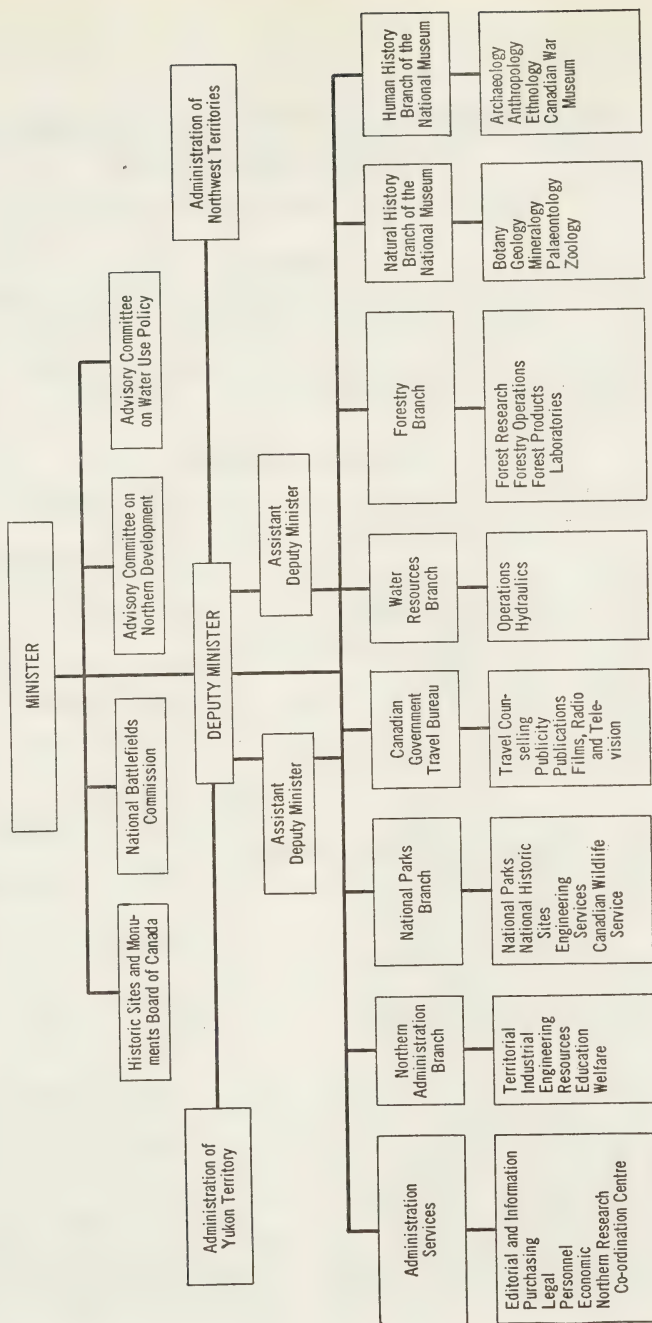 MINISTER
Historic Sites and Monu-
ments Board of Canada
National Battlefields
Commission
Advisory Committee on
Northern Development
Advisory Committee
on Water Use Policy
Administration of
Yukon Territory
DEPUTY MINISTER
Administration of
Northwest Territories
Assistant
Deputy Minister
Assistant
Deputy Minister
Administration
Services
Northern
Administration
Branch
National Parks
Branch
Canadian
Government
Travel Bureau
Water
Resources
Branch
Forestry
Branch
Natural History
Branch of the
National Museum
Human History
Branch of the
National Museum
Editorial and Information
Purchasing
Legal
Personnel
Economic
Northern Research
Co-ordination Centre
Territorial
Industrial
Engineering
Resources
Education
Welfare
National Parks
National Historic
Sites
Engineering
Services
Canadian Wildlife
Service
Travel Coun-
selling
Publicity
Publications
Films, Radio
and Tele-
vision
Operations
Hydraulics
Forest Research
Forestry Operations
Forest Products
Laboratories
Botany
Geology
Mineralogy
Palaeontology
Zoology
Archaeology
Anthropology
Ethnology
Canadian War
Museum